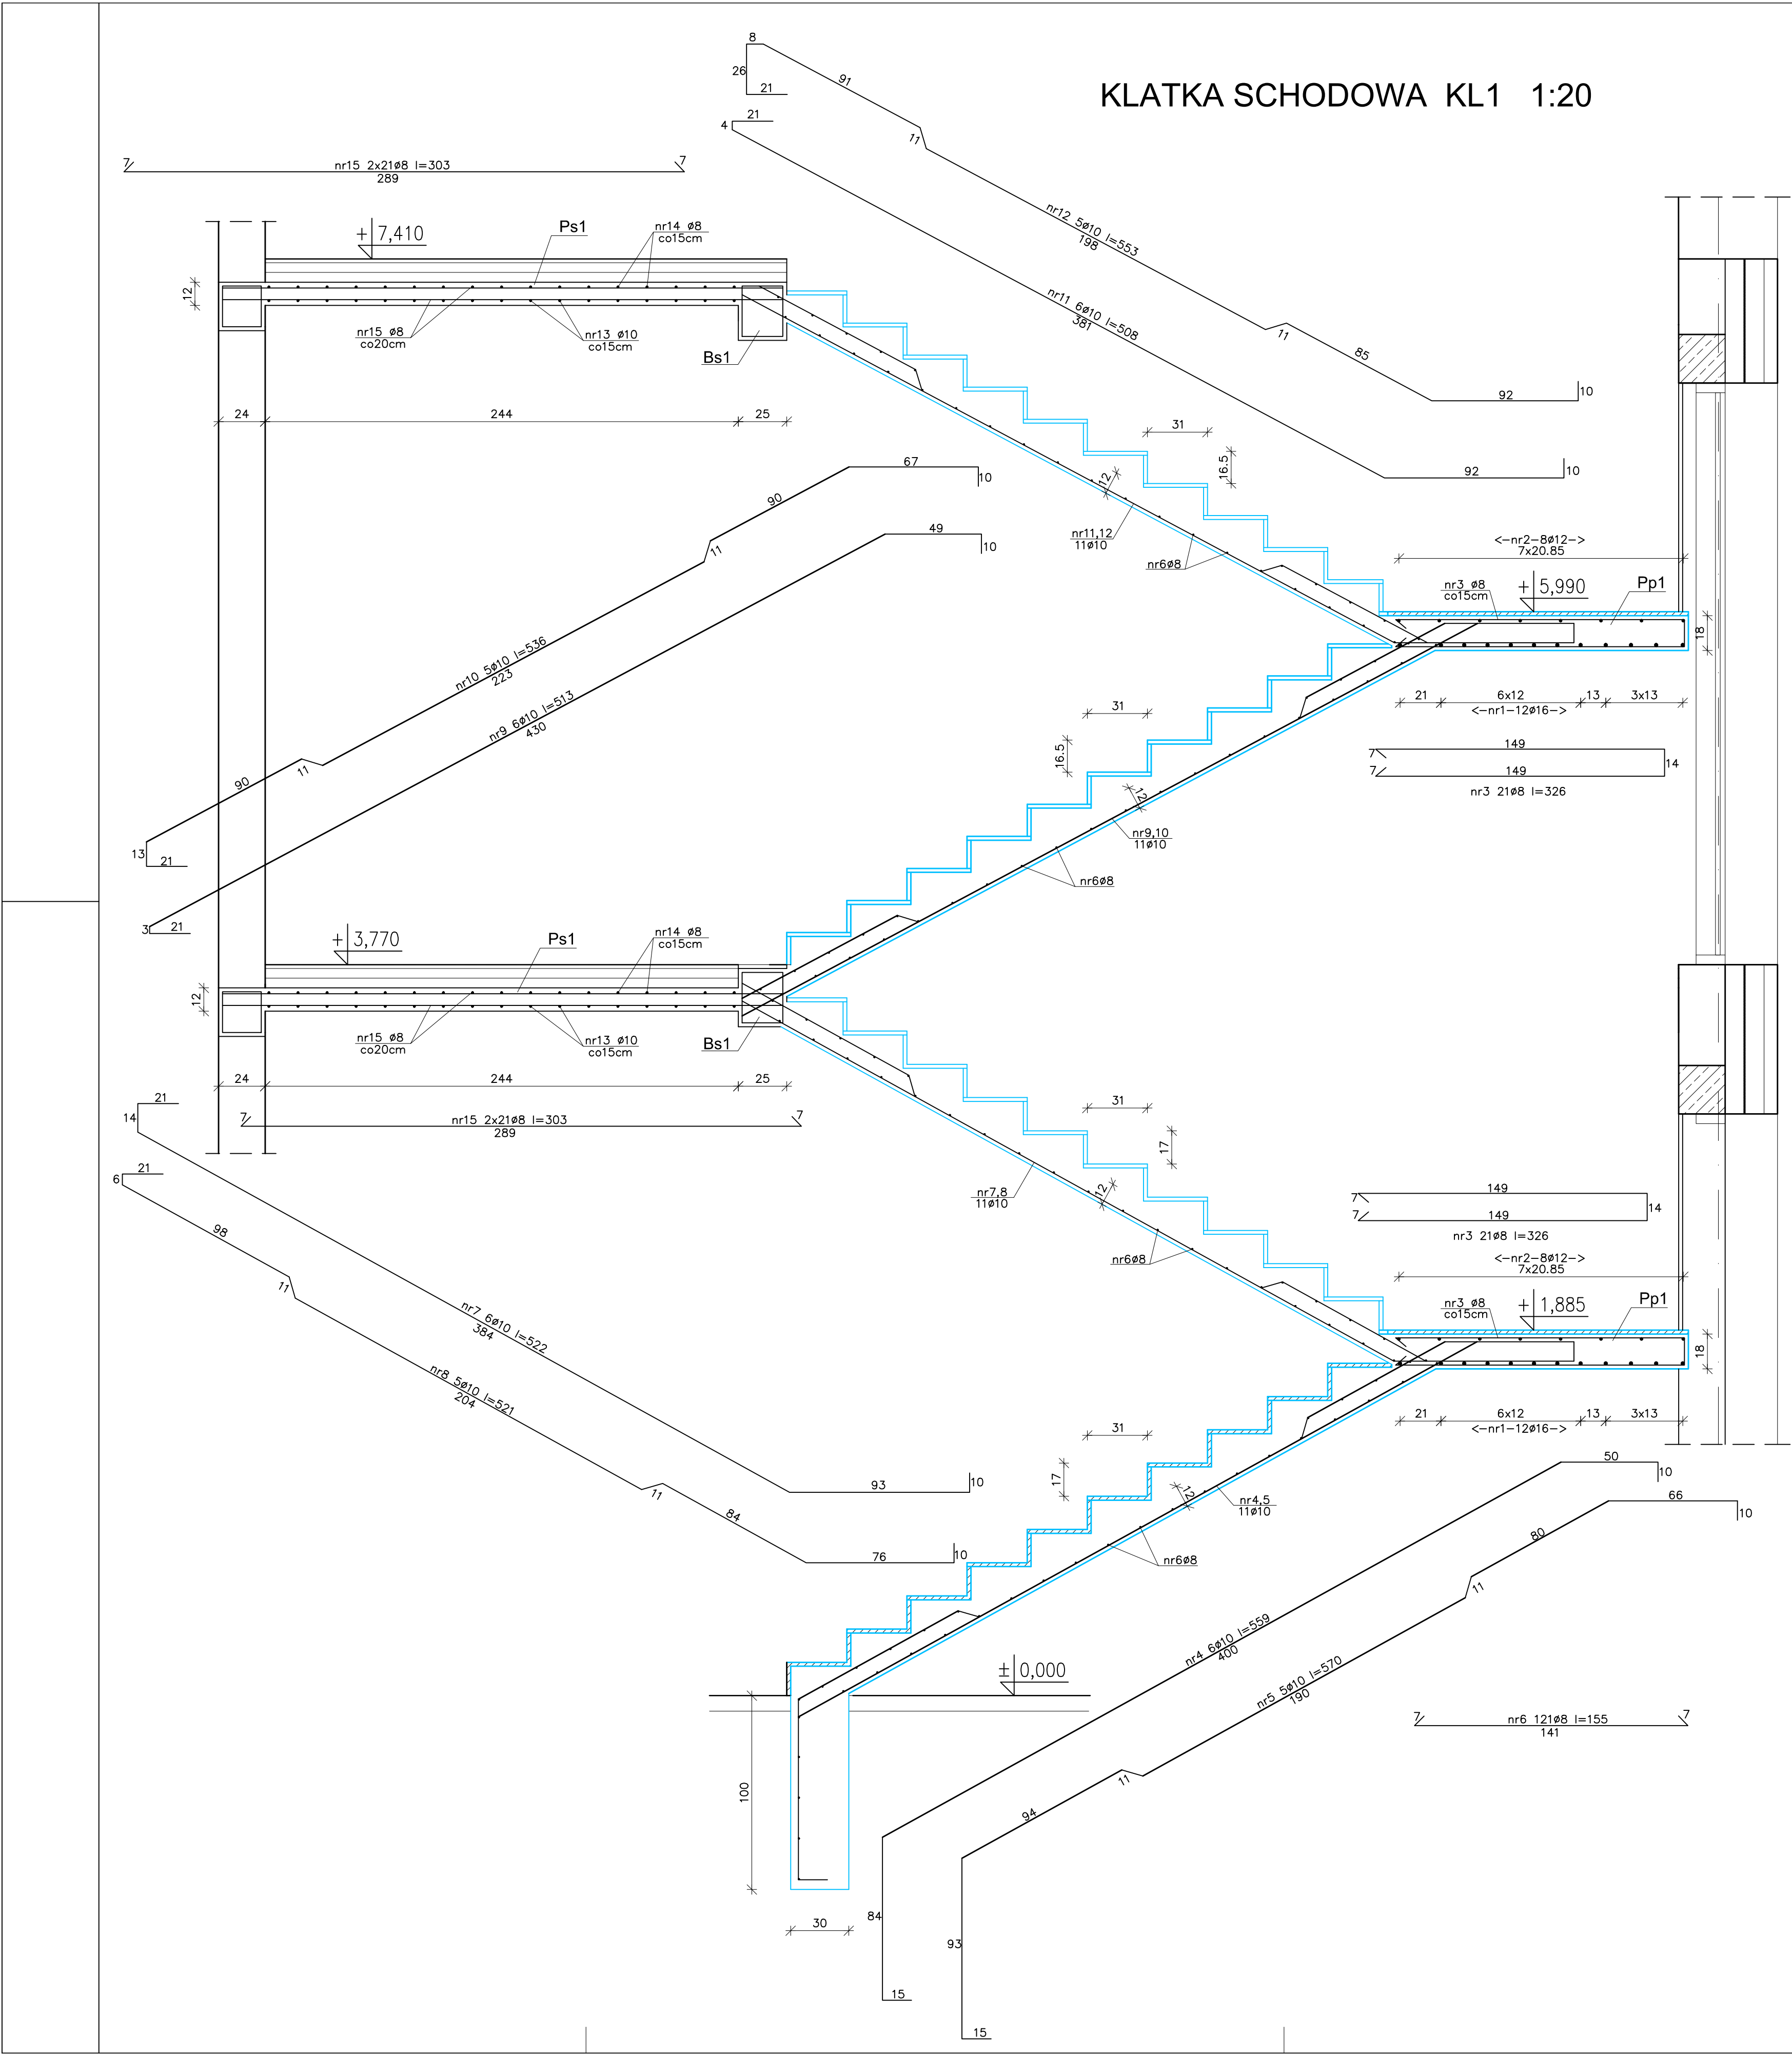 KLATKA SCHODOWA KL1 1:20
8
26
21
91
11
nr12 5ø10 l=553
198
11
85
92
10
21
4
nr11 6ø10 l=508
381
92
10
7
nr15 2x21ø8 l=303
289
7
+7,410
Ps1
nr14 ø8
co15cm
12
nr15 ø8
co20cm
nr13 ø10
co15cm
Bs1
24
244
25
31
16.5
12
nr11,12
11ø10
nr6ø8
<-nr2-8ø12->
7x20.85
nr3 ø8
co15cm
+5,990
Pp1
18
21
6x12
13
3x13
<-nr1-12ø16->
7
149
7
149
14
nr3 21ø8 l=326
67
10
90
11
nr10 5ø10 l=536
223
11
90
13
21
49
10
nr9 6ø10 l=513
430
3
21
31
16.5
12
nr9,10
11ø10
nr6ø8
+3,770
Ps1
nr14 ø8
co15cm
12
nr15 ø8
co20cm
nr13 ø10
co15cm
Bs1
24
244
25
7
nr15 2x21ø8 l=303
289
7
21
14
nr7 6ø10 l=522
384
93
10
21
6
98
11
nr8 5ø10 l=521
204
11
84
76
10
31
17
12
nr7,8
11ø10
nr6ø8
7
149
7
149
14
nr3 21ø8 l=326
<-nr2-8ø12->
7x20.85
nr3 ø8
co15cm
+1,885
Pp1
18
21
6x12
13
3x13
<-nr1-12ø16->
31
17
12
nr4,5
11ø10
nr6ø8
±0,000
100
30
50
10
nr4 6ø10 l=559
400
84
15
66
10
80
11
nr5 5ø10 l=570
190
11
94
93
15
7
nr6 121ø8 l=155
141
7